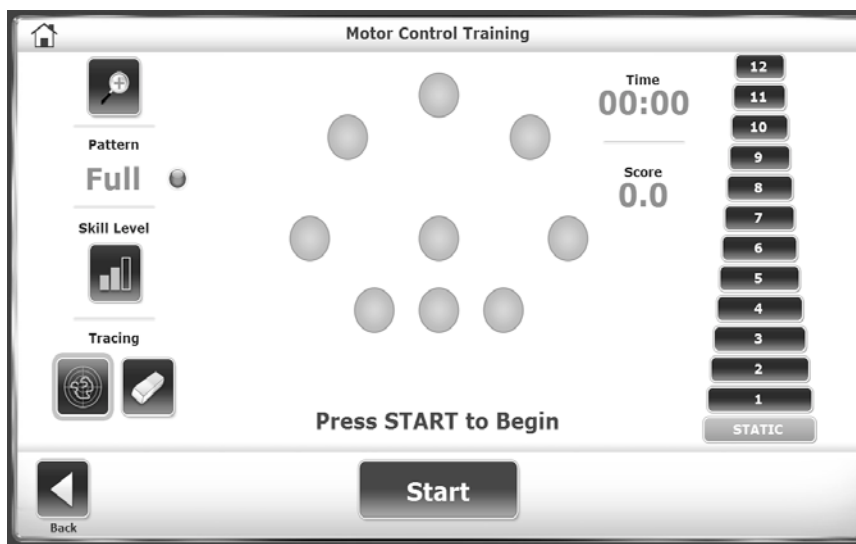 Motor Control Training
Pattern
Full
Skill Level
Tracing
Time
00:00
Score
0.0
12
11
10
9
8
7
6
5
4
3
2
1
STATIC
Press START to Begin
Back
Start